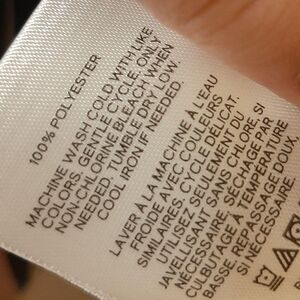 100% POLYESTER
MACHINE WASH COLD WITH LIKE
COLORS, GENTLE CYCLE, ONLY
NON-CHLORINE BLEACH WHEN
NEEDED. TUMBLE DRY LOW.
COOL IRON IF NEEDED.
LAVER À LA MACHINE À L'EAU
FROIDE AVEC COULEURS
SIMILAIRES, CYCLE DÉLICAT.
UTILISEZ SEULEMENT DU
JAVELLISANT SANS CHLORE, SI
NÉCESSAIRE. SÉCHAGE PAR
CULBUTAGE À TEMPÉRATURE
BASSE, NEPASSAGE DOUX
SI NÉCESSAIRE